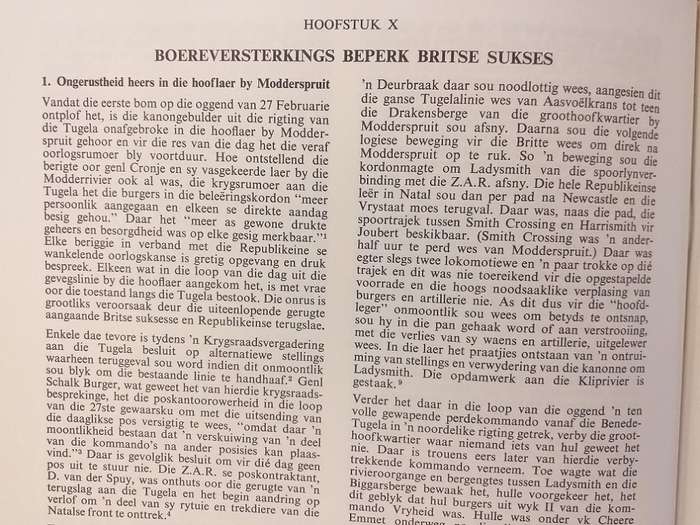 HOOFSTUK X
BOEREVERSTERKINGS BEPERK BRITSE SUKSES
1. Ongerustheid heers in die hooflaer by Modderspruit
Vandat die eerste bom op die oggend van 27 Februarie
ontplof het, is die kanongebulder uit die rigting van
die Tugela onafgebroke in die hooflaer by Modder-
spruit gehoor en vir die res van die dag het die veraf
oorlogsrumoer bly voortduur. Hoe ontstellend die
berigte oor genl Cronje en sy vasgekeerde laer by die
Modderrivier ook al was, die krygsrumoer aan die
Tugela het die burgers in die beleëringskordon “meer
persoonlik aangegaan en elkeen se direkte aandag
besig gehou.” Daar het “meer as gewone drukte
geheers en besorgdheid was op elke gesig merkbaar.”¹
Elke beriggie in verband met die Republikeine se
wankelende oorlogskanse is gretig opgevang en druk
bespreek. Elkeen wat in die loop van die dag uit die
gevegslinie by die hooflaer aangekom het, is met vrae
oor die toestand langs die Tugela bestook. Die onrus is
grootliks veroorsaak deur die uiteenlopende gerugte
aangaande Britse suksesse en Republikeinse terugslae.
Enkele dae tevore is tydens ’n Krygsraadsvergadering
aan die Tugela besluit op alternatiewe stellings
waarheen teruggeval sou word indien dit onmoontlik
sou blyk om die bestaande linie te handhaaf.² Genl
Schalk Burger, wat geweet het van hierdie krygsraads-
besprekinge, het die poskantooroorwerheid in die loop
van die 27ste gewaarsku om met die uitsending van
die daaglikse pos versigtig te wees, “omdat daar ’n
moontlikheid bestaan dat ’n verskuiwing van ’n deel
van die kommando’s na ander posisies kan plaas-
vind.”³ Daar is gevolglik besluit om vir dié dag geen
pos uit te stuur nie. Die Z.A.R. se poskontraktant,
D. van der Spuy, was onthuts oor die gerugte van ’n
terugslag aan die Tugela en het begin aandring op
verlof om ’n deel van sy rytuie en trekdiere van die
Natalse front te onttrek.⁴
’n Deurbraak daar sou noodlottig wees, aangesien dit
die ganse Tugelalinie wes van Aasvoëlkrans tot teen
die Drakensberge van die groothoofkwartier by
Modderspruit sou afsny. Daarna sou die volgende
logiese beweging vir die Britte wees om direk na
Modderspruit op te ruk. So ’n beweging sou die
kordonmagte om Ladysmith van die spoorlynver-
binding met die Z.A.R. afsny. Die hele Republikeinse
leër in Natal sou dan per pad na Newcastle en die
Vrystaat moes terugval. Daar was, naas die pad, die
spoortrajek tussen Smith Crossing en Harrismith vir
Joubert beskikbaar. (Smith Crossing was ’n ander-
half uur te perd wes van Modderspruit.) Daar was
egter slegs twee lokomotiewe en ’n paar trokke op dié
trajek en dit was nie toereikend vir die opgestapelde
voorrade en die hoogs noodsaaklike verplasing van
burgers en artillerie nie. As dit dus vir die “hoofd-
leger” onmoontlik sou wees om betyds te ontsnap,
sou hy in die pan gehaak word of aan verstrooiing,
met die verlies van sy waens en artillerie, uitgelewer
wees. In die laer het praatjies ontstaan van ’n ontrui-
ming van stellings en verwydering van die kanonne om
Ladysmith. Die opdamwerk aan die Kliprivier is
gestaak.⁹
Verder het daar in die loop van die oggend ’n ten
volle gewapende perdekommando vanaf die Benede-
Tugela in ’n noordelike rigting getrek, verby die groot-
hoofkwartier waar niemand iets van hul geweet het
nie. Daar is trouens eers later van hierdie verby-
trekkende kommando verneem. Toe wagte wat die
rivieroorgange en bergengtes tussen Ladysmith en die
Biggarsberge bewaak het, hulle voorgekeer het, het
dit geblyk dat hul burgers uit wyk II van die kom-
mando Vryheid was. Hulle was onder vk Cheere